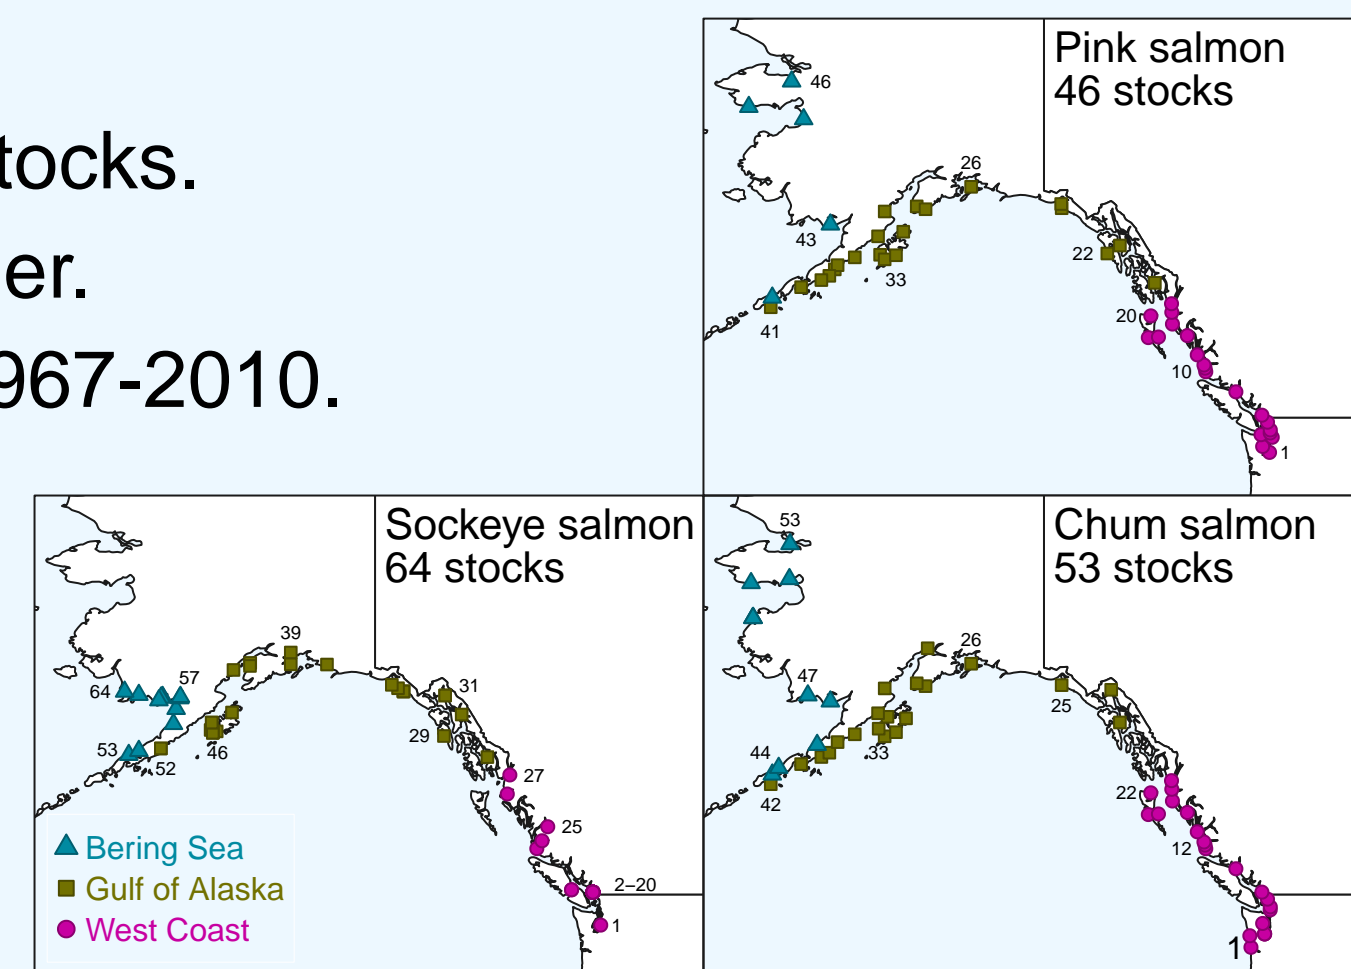 tocks.
er.
967-2010.
Pink salmon
46 stocks
46
26
43
22
33
41
20
10
1
Sockeye salmon
64 stocks
39
64
57
31
29
53
52
46
27
25
2–20
1
Bering Sea
Gulf of Alaska
West Coast
Chum salmon
53 stocks
53
26
47
25
44
33
42
22
12
1